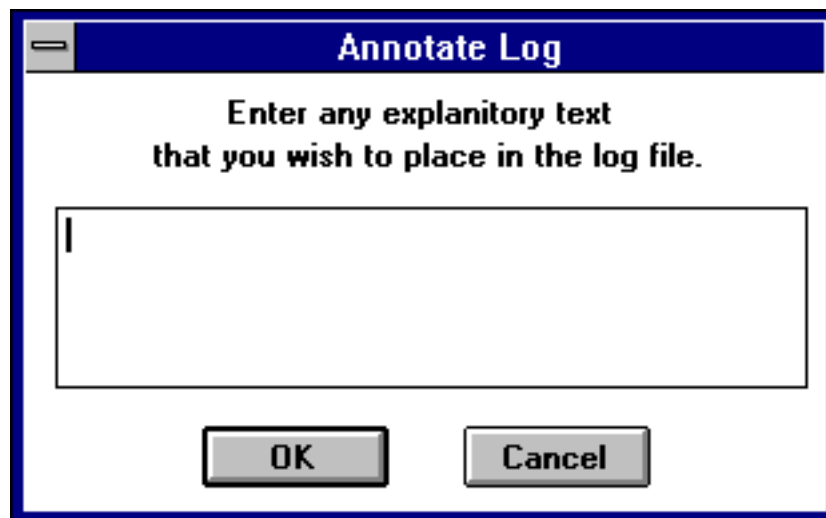 Annotate Log
Enter any explanitory text
that you wish to place in the log file.
OK
Cancel